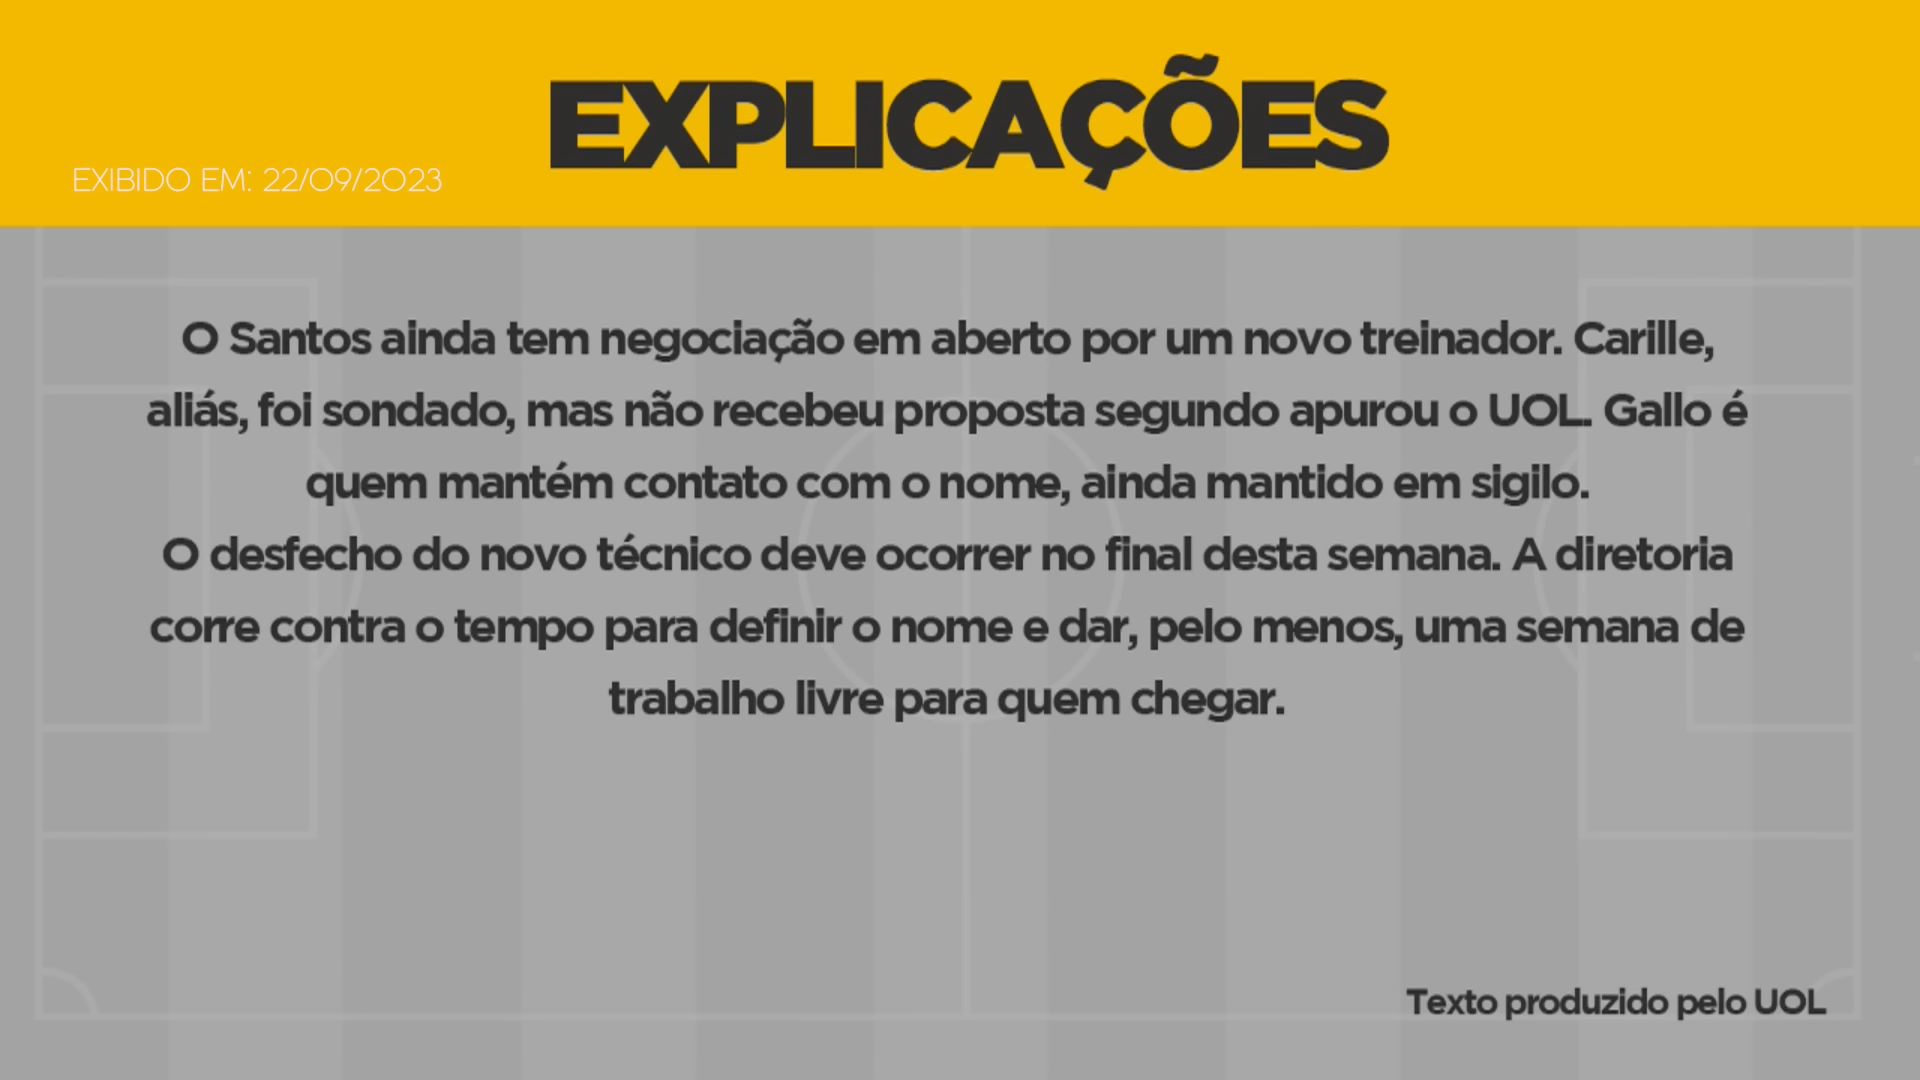 EXPLICAÇÕES
EXIBIDO EM: 22/09/2023
O Santos ainda tem negociação em aberto por um novo treinador. Carille,
aliás, foi sondado, mas não recebeu proposta segundo apurou o UOL. Gallo é
quem mantém contato com o nome, ainda mantido em sigilo.
O desfecho do novo técnico deve ocorrer no final desta semana. A diretoria
corre contra o tempo para definir o nome e dar, pelo menos, uma semana de
trabalho livre para quem chegar.
Texto produzido pelo UOL